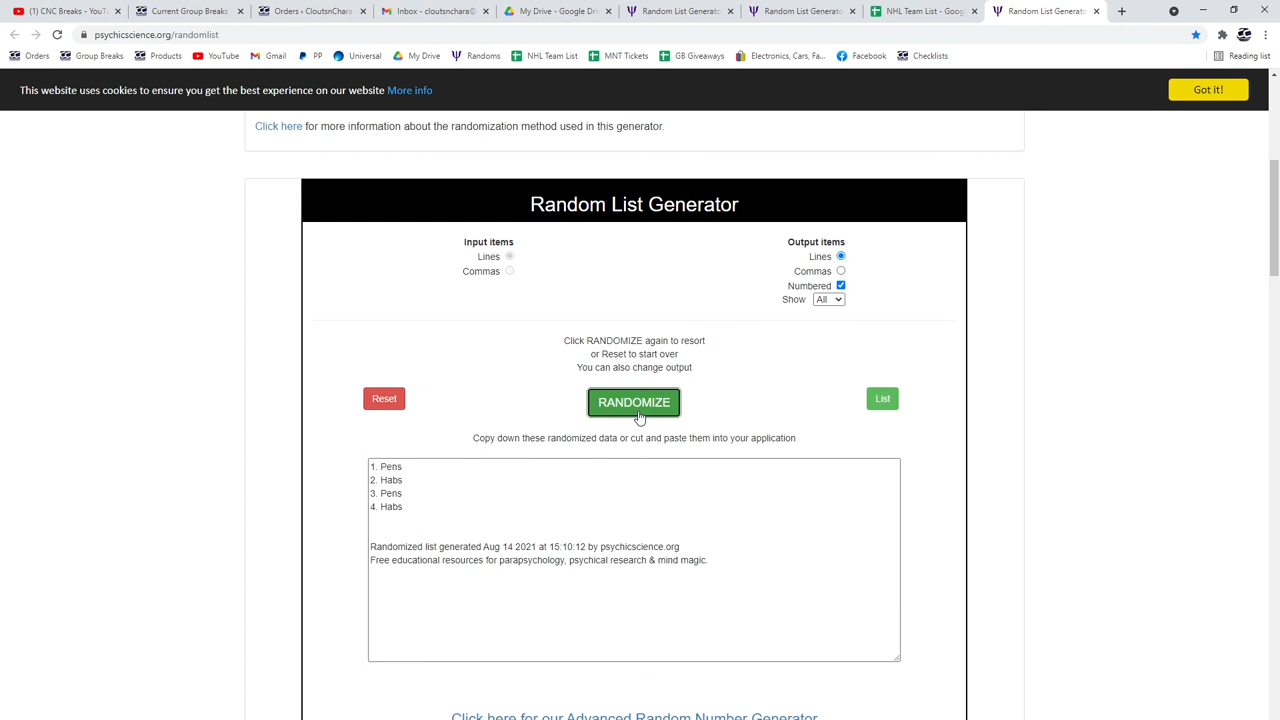 (1) CNC Breaks - YouT
Current Group Breaks
Orders < CloutsnChara
Inbox - cloutsnchara@
My Drive - Google Dri
Random List Generato
Random List Generato
NHL Team List - Goog
Random List Generato
psychicscience.org/randomlist
Orders
Group Breaks
Products
YouTube
Gmail
PP
Universal
My Drive
Randoms
NHL Team List
MNT Tickets
GB Giveaways
Electronics, Cars, Fa...
Facebook
Checklists
Reading list
This website uses cookies to ensure you get the best experience on our website More info
Got it!
Click here for more information about the randomization method used in this generator.
Random List Generator
Input items
Lines
Commas
Output items
Lines
Commas
Numbered
Show All
Click RANDOMIZE again to resort
or Reset to start over
You can also change output
Reset
RANDOMIZE
List
Copy down these randomized data or cut and paste them into your application
1. Pens
2. Habs
3. Pens
4. Habs
Randomized list generated Aug 14 2021 at 15:10:12 by psychicscience.org
Free educational resources for parapsychology, psychical research & mind magic.
Click here for our Advanced Random Number Generator